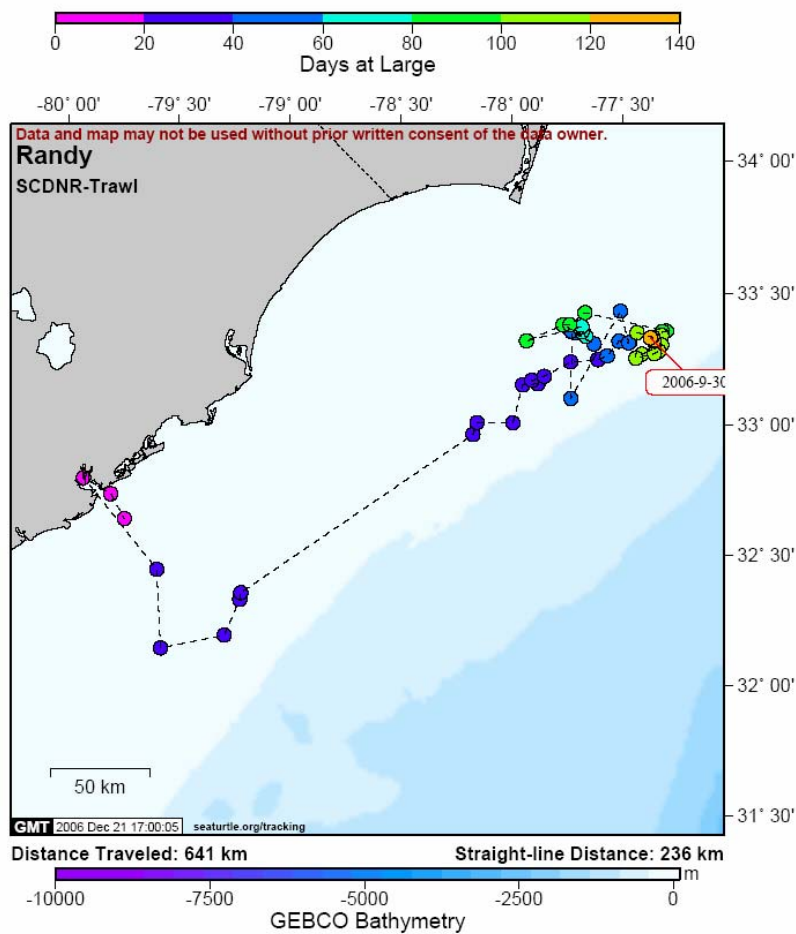 0 20 40 60 80 100 120 140
Days at Large
-80° 00' -79° 30' -79° 00' -78° 30' -78° 00' -77° 30'
Data and map may not be used without prior written consent of the data owner.
Randy
SCDNR-Trawl
34° 00'
33° 30'
2006-9-30
33° 00'
32° 30'
32° 00'
50 km
31° 30'
GMT 2006 Dec 21 17:00:05 seaturtle.org/tracking
Distance Traveled: 641 km Straight-line Distance: 236 km
m
-10000 -7500 -5000 -2500 0
GEBCO Bathymetry